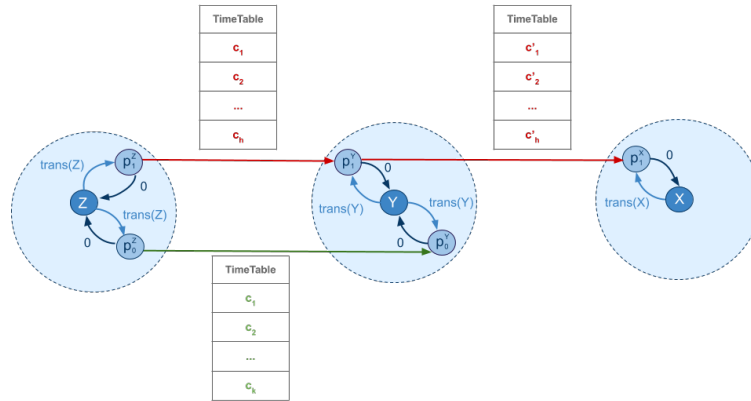 TimeTable
c1
c2
...
ch
TimeTable
c'1
c'2
...
c'h
trans(Z)
p1Z
0
Z
trans(Z)
0
p0Z
p1Y
0
trans(Y)
Y
trans(Y)
0
p0Y
p1X
0
trans(X)
X
TimeTable
c1
c2
...
ck